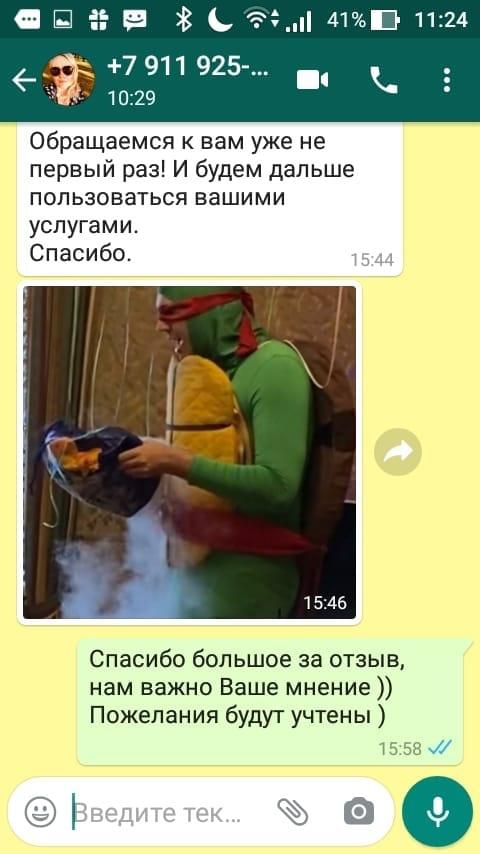 41% 11:24
+7 911 925-...
10:29
Обращаемся к вам уже не
первый раз! И будем дальше
пользоваться вашими
услугами.
Спасибо.
15:44
15:46
Спасибо большое за отзыв,
нам важно Ваше мнение ))
Пожелания будут учтены )
15:58
Введите тек...